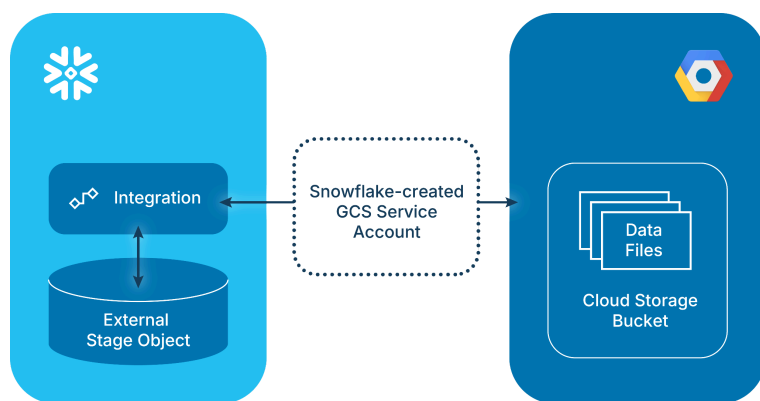 Integration
External
Stage Object
Snowflake-created
GCS Service
Account
Data
Files
Cloud Storage
Bucket